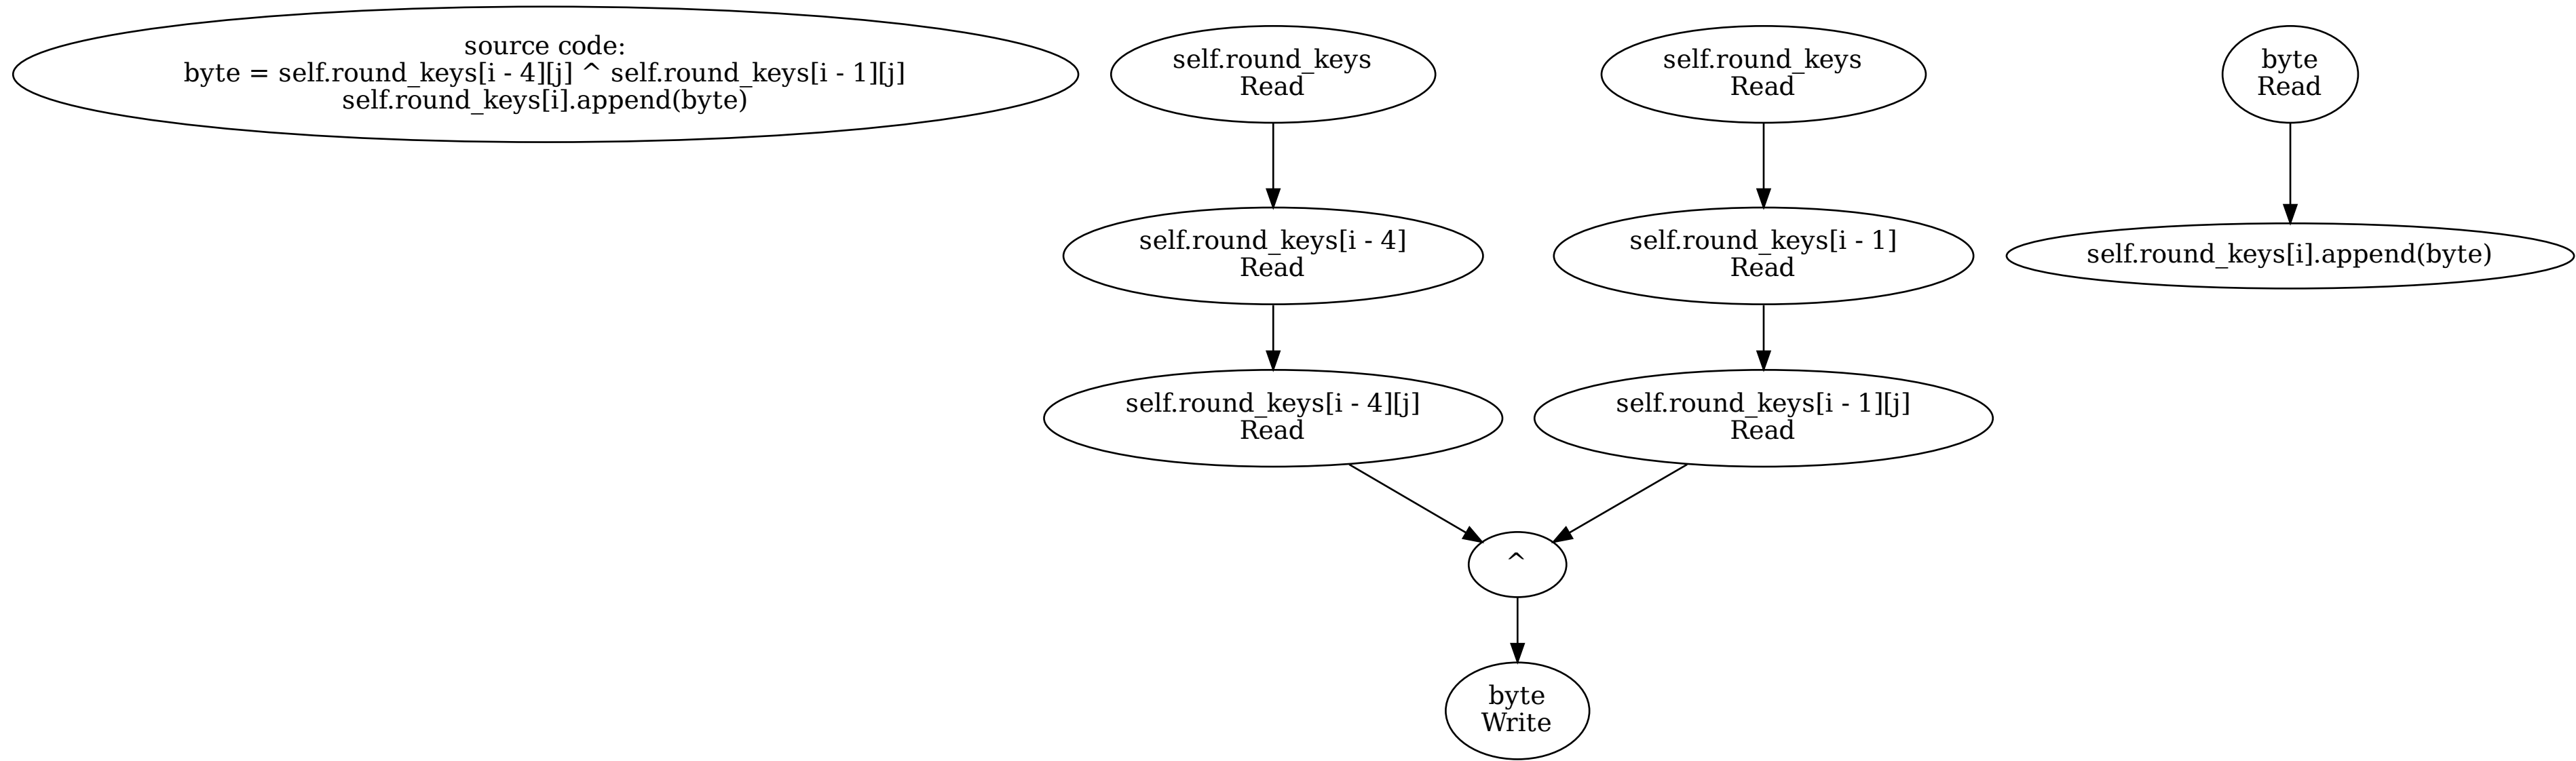 source code:
byte = self.round_keys[i - 4][j] ^ self.round_keys[i - 1][j]
self.round_keys[i].append(byte)
self.round_keys
Read
self.round_keys
Read
byte
Read
self.round_keys[i - 4]
Read
self.round_keys[i - 1]
Read
self.round_keys[i].append(byte)
self.round_keys[i - 4][j]
Read
self.round_keys[i - 1][j]
Read
^
byte
Write